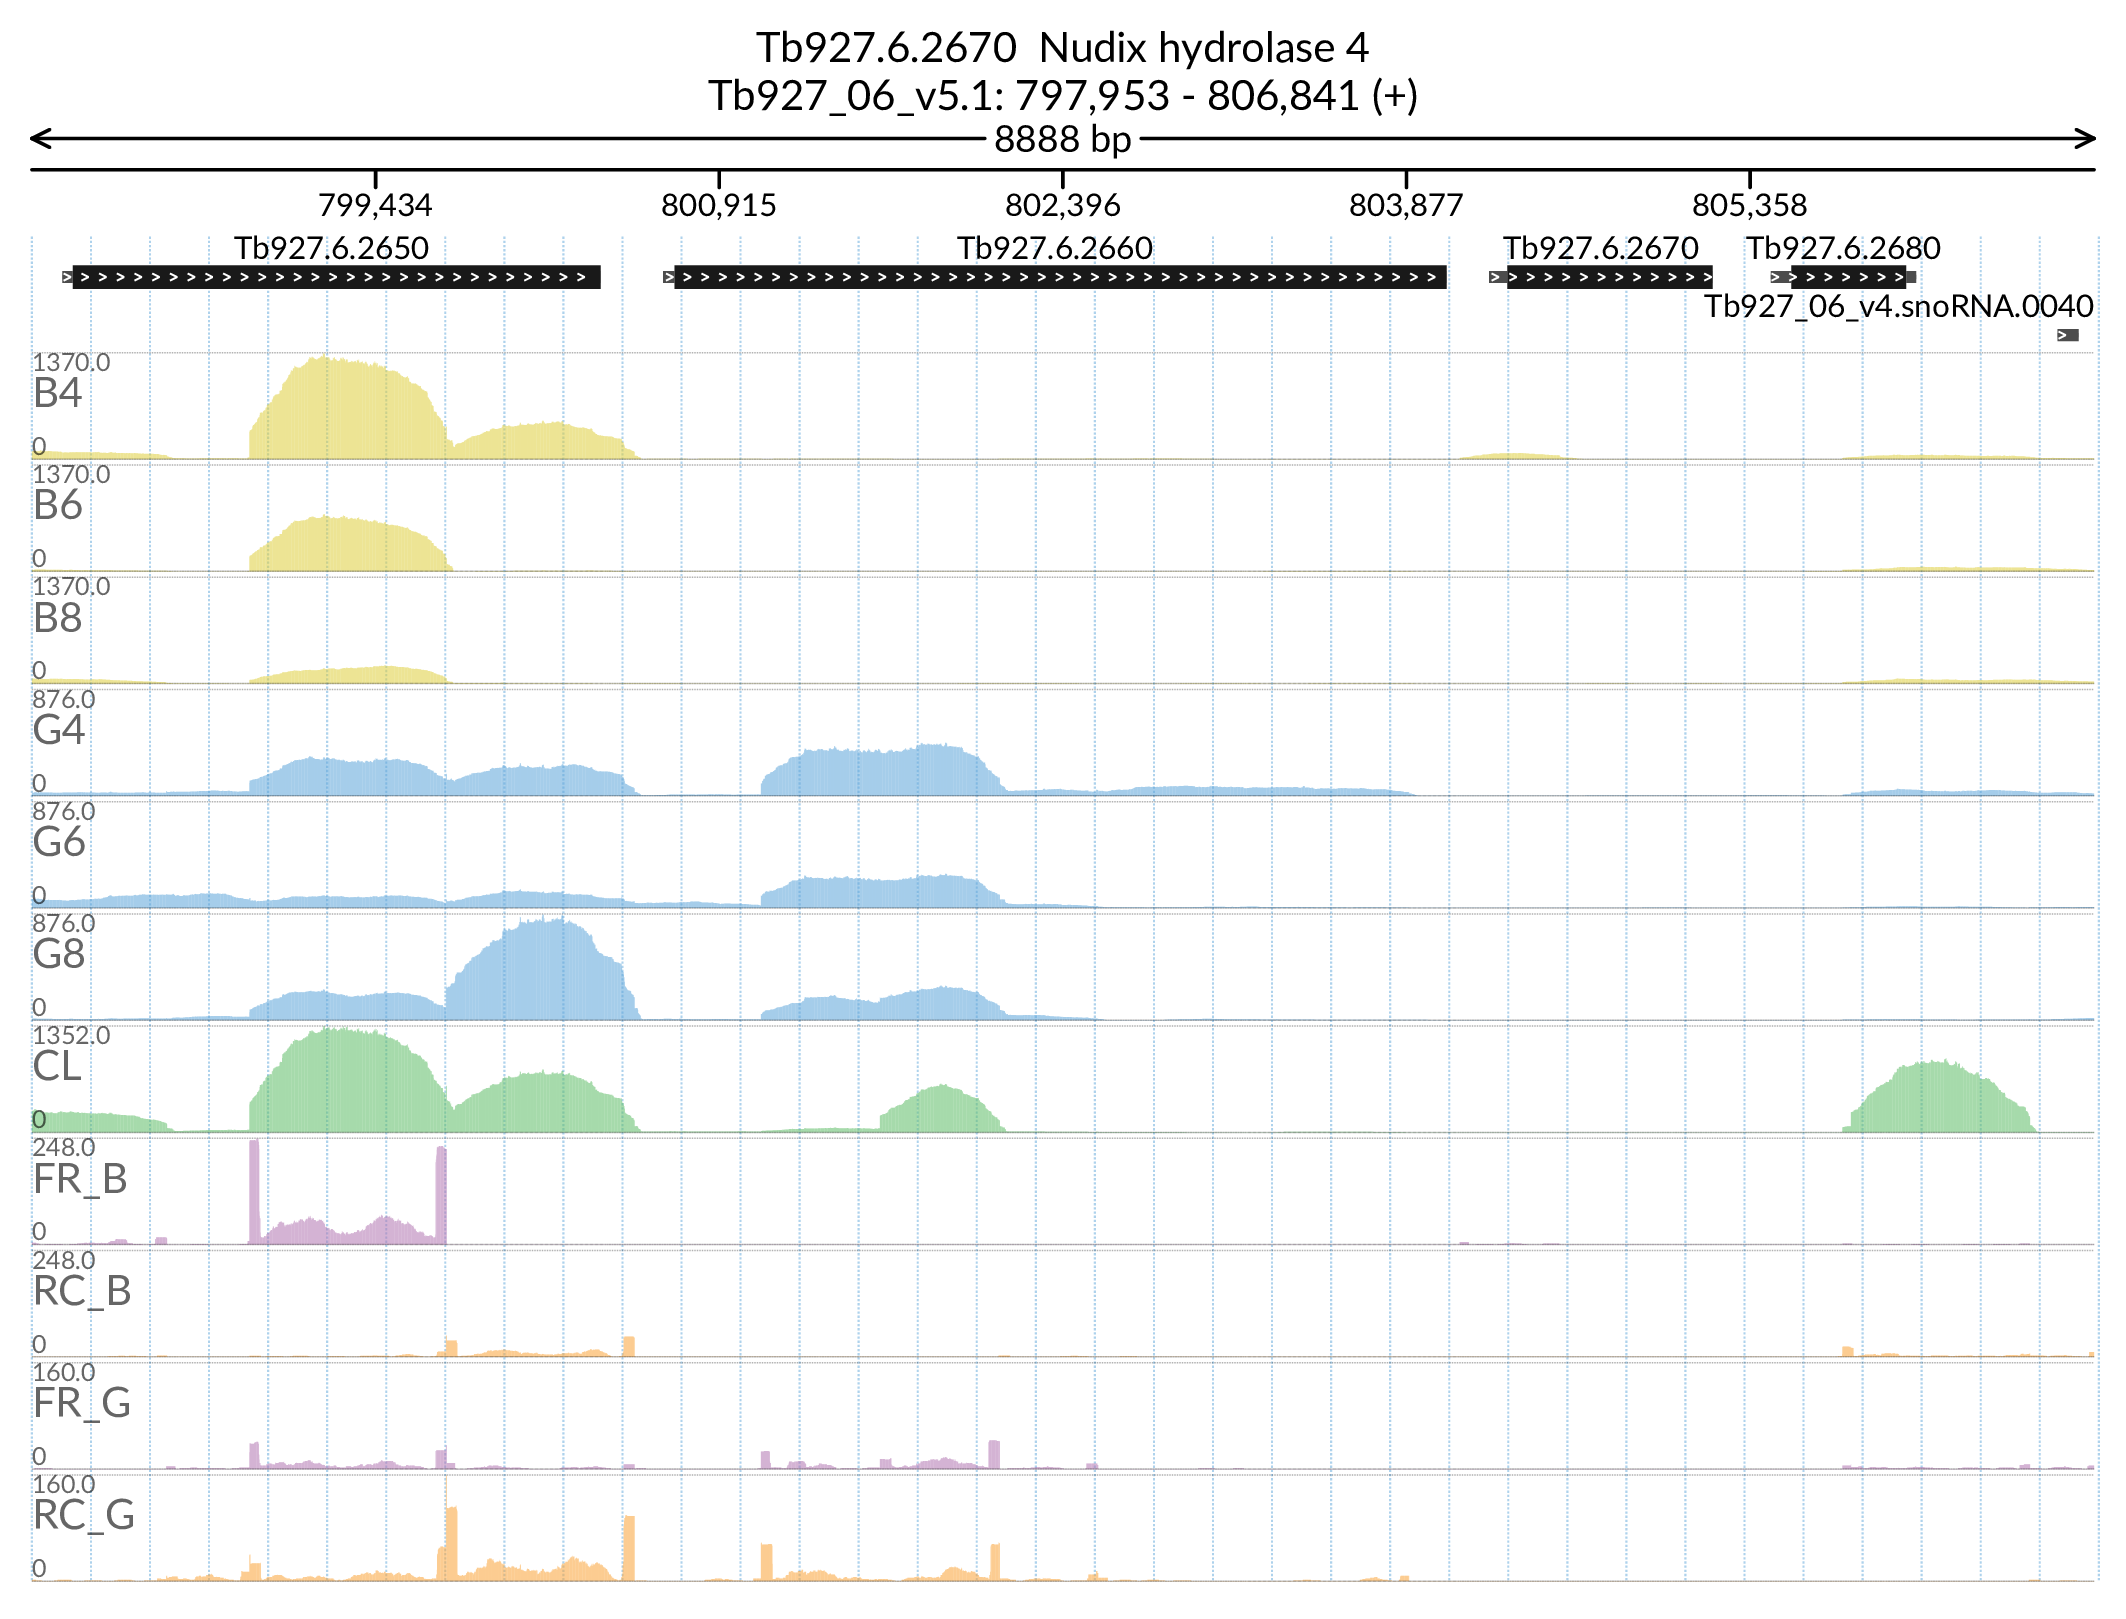 Tb927.6.2670  Nudix hydrolase 4
Tb927_06_v5.1: 797,953 - 806,841 (+)
8888 bp
799,434 800,915 802,396 803,877 805,358
Tb927.6.2650 Tb927.6.2660 Tb927.6.2670 Tb927.6.2680
Tb927_06_v4.snoRNA.0040
1370.0
B4
0
1370.0
B6
0
1370.0
B8
0
876.0
G4
0
876.0
G6
0
876.0
G8
0
1352.0
CL
0
248.0
FR_B
0
248.0
RC_B
0
160.0
FR_G
0
160.0
RC_G
0